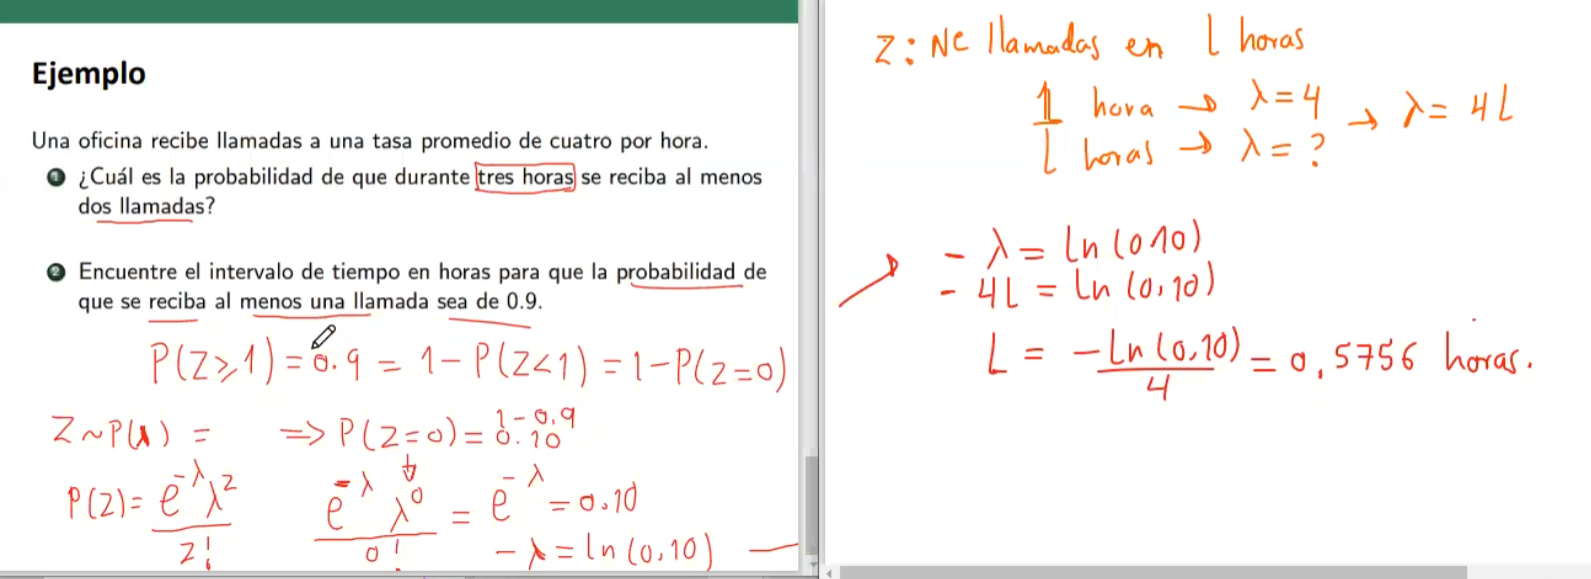 Ejemplo
Una oficina recibe llamadas a una tasa promedio de cuatro por hora.
1 ¿Cuál es la probabilidad de que durante tres horas se reciba al menos
dos llamadas?
2 Encuentre el intervalo de tiempo en horas para que la probabilidad de
que se reciba al menos una llamada sea de 0.9.
P(Z≥1) = 0.9 = 1 - P(Z<1) = 1 - P(Z=0)
Z~P(λ) = => P(Z=0) = 1-0.9
0.10
P(Z) = e^-λ λ^Z / Z! e^-λ λ^0 / 0! = e^-λ = 0.10
-λ = ln(0,10)
Z: Nº llamadas en L horas
1 hora → λ = 4 → λ = 4L
L horas → λ = ?
-λ = Ln(010)
-4L = Ln(0,10)
L = -Ln(0,10) / 4 = 0,5756 horas.